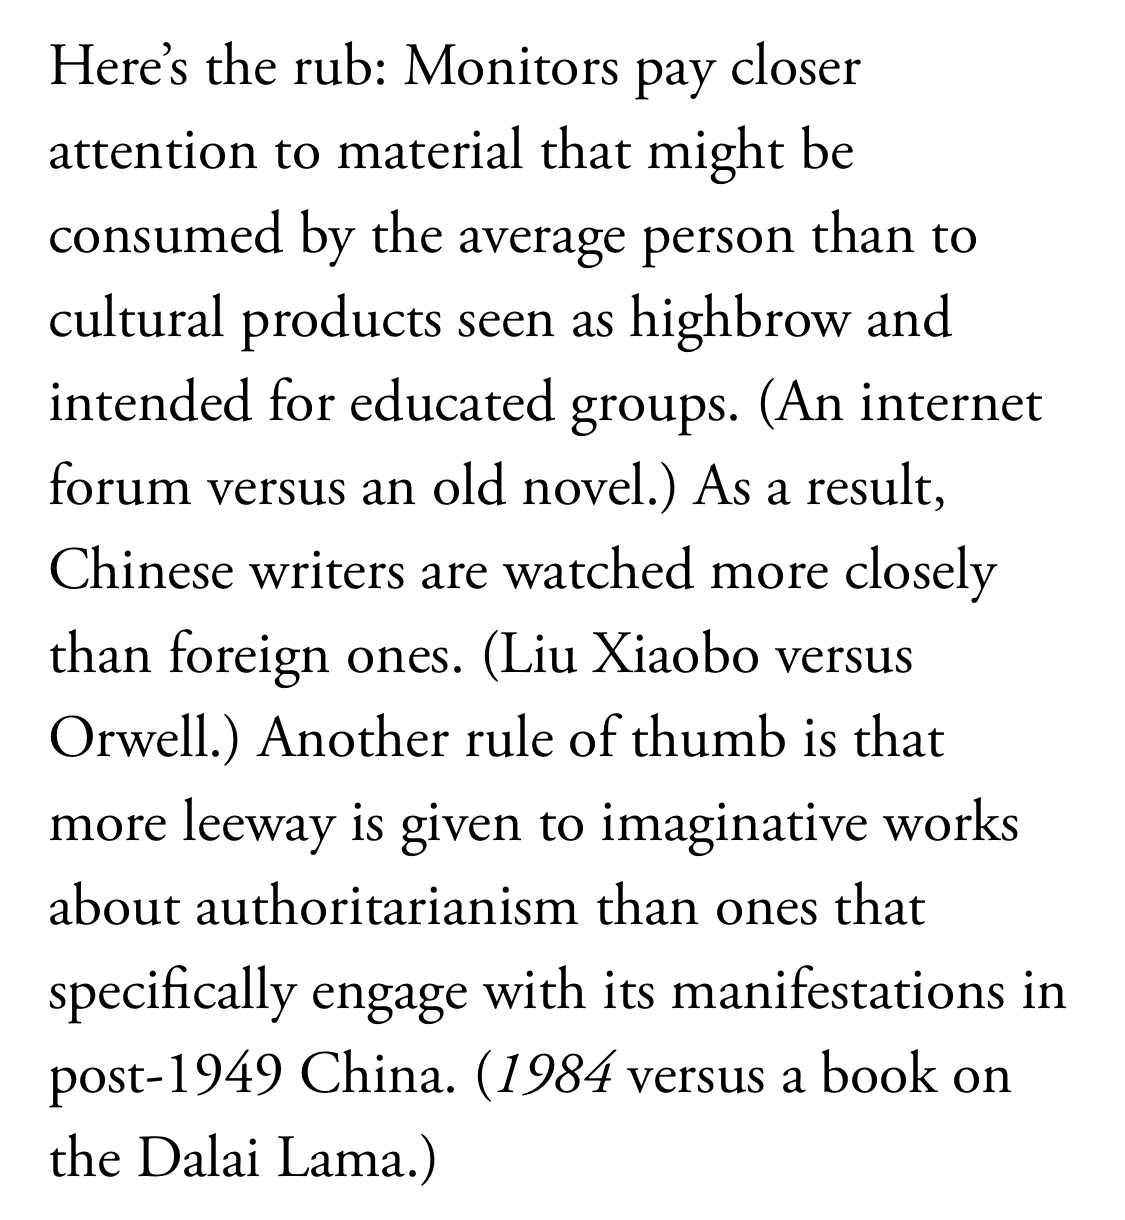 Here’s the rub: Monitors pay closer
attention to material that might be
consumed by the average person than to
cultural products seen as highbrow and
intended for educated groups. (An internet
forum versus an old novel.) As a result,
Chinese writers are watched more closely
than foreign ones. (Liu Xiaobo versus
Orwell.) Another rule of thumb is that
more leeway is given to imaginative works
about authoritarianism than ones that
specifically engage with its manifestations in
post-1949 China. (1984 versus a book on
the Dalai Lama.)